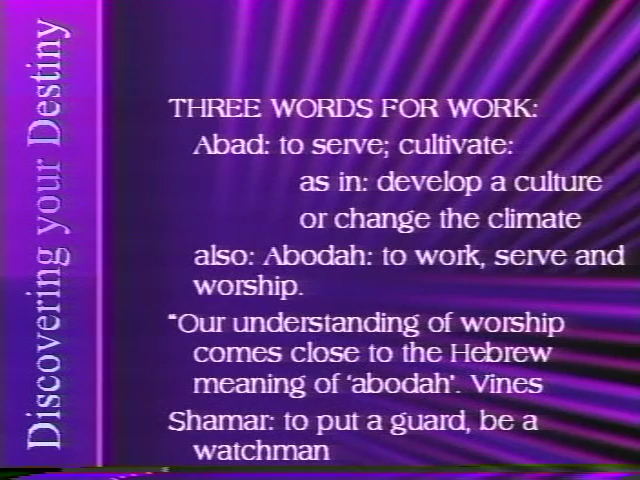 Discovering your Destiny
THREE WORDS FOR WORK:
Abad: to serve; cultivate:
as in: develop a culture
or change the climate
also: Abodah: to work, serve and
worship.
“Our understanding of worship
comes close to the Hebrew
meaning of ‘abodah’. Vines
Shamar: to put a guard, be a
watchman